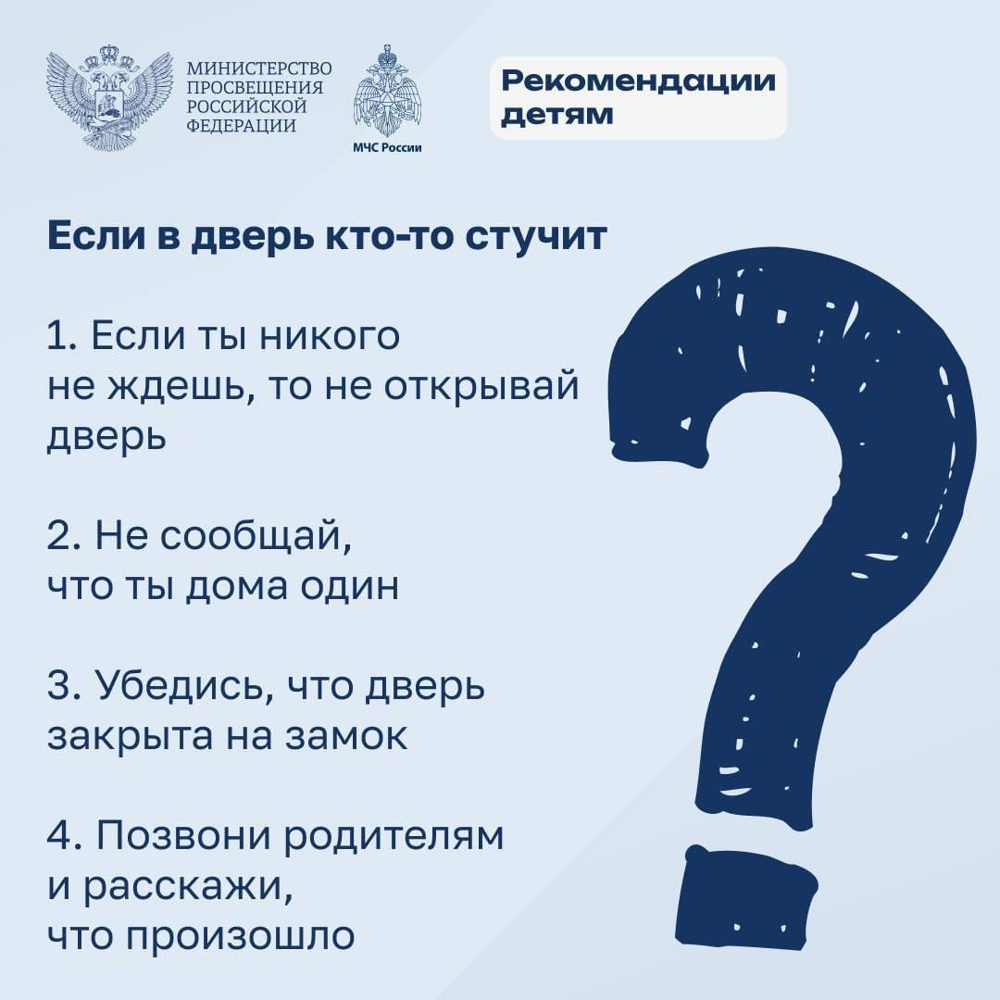 МИНИСТЕРСТВО
ПРОСВЕЩЕНИЯ
РОССИЙСКОЙ
ФЕДЕРАЦИИ
МЧС России
Рекомендации
детям
Если в дверь кто-то стучит
1. Если ты никого
не ждешь, то не открывай
дверь
2. Не сообщай,
что ты дома один
3. Убедись, что дверь
закрыта на замок
4. Позвони родителям
и расскажи,
что произошло
?